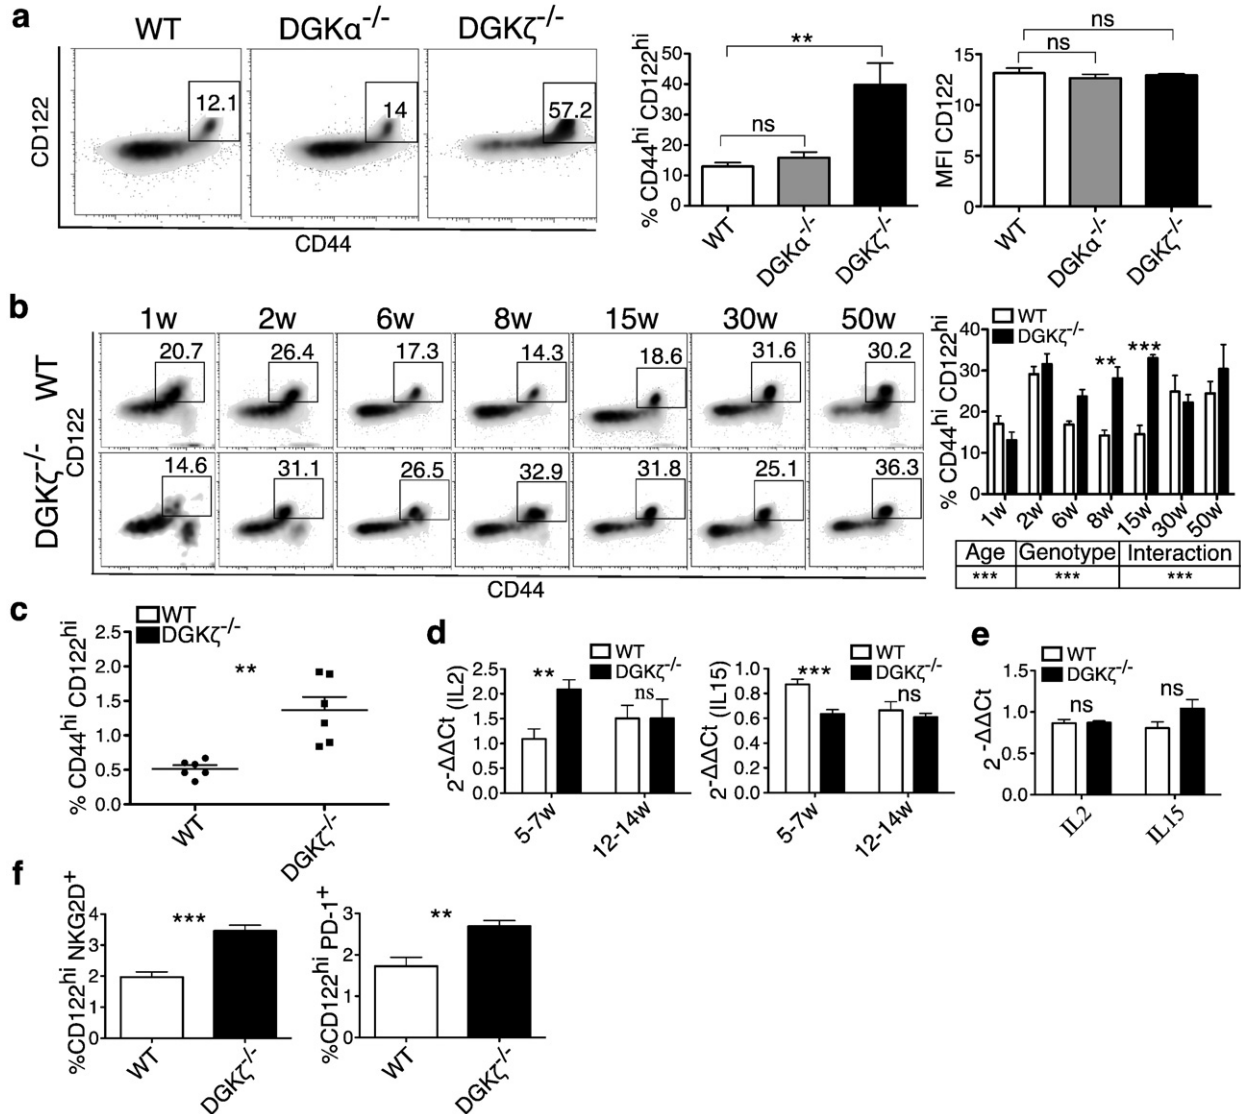 a
WT DGKα-/- DGKζ-/-
CD122
12.1 14 57.2
CD44
% CD44hi CD122hi
50
40
30
20
10
0
ns
**
WT DGKα-/- DGKζ-/-
MFI CD122
15
10
5
0
ns
ns
WT DGKα-/- DGKζ-/-
b
1w 2w 6w 8w 15w 30w 50w
WT
20.7 26.4 17.3 14.3 18.6 31.6 30.2
CD122
DGKζ-/-
14.6 31.1 26.5 32.9 31.8 25.1 36.3
CD44
WT
DGKζ-/-
% CD44hi CD122hi
40
30
20
10
0
** ***
1w 2w 6w 8w 15w 30w 50w
Age Genotype Interaction
*** *** ***
c
WT
DGKζ-/-
% CD44hi CD122hi
2.5
2.0
1.5
1.0
0.5
0.0
**
WT DGKζ-/-
d
WT
DGKζ-/-
2-ΔΔCt (IL2)
2.5
2.0
1.5
1.0
0.5
0.0
** ns
5-7w 12-14w
WT
DGKζ-/-
2-ΔΔCt (IL15)
1.0
0.8
0.6
0.4
0.2
0.0
*** ns
5-7w 12-14w
e
WT
DGKζ-/-
2-ΔΔCt
1.5
1.0
0.5
0.0
ns ns
IL2 IL15
f
%CD122hi NKG2D+
4
3
2
1
0
***
WT DGKζ-/-
%CD122hi PD-1+
3
2
1
0
**
WT DGKζ-/-